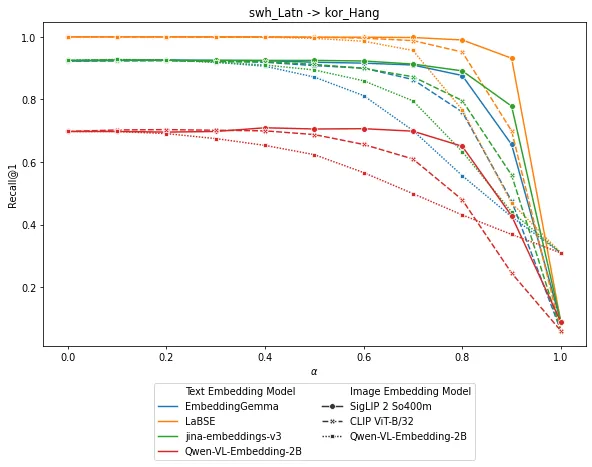 swh_Latn -> kor_Hang
Recall@1
1.0
0.8
0.6
0.4
0.2
0.0 0.2 0.4 0.6 0.8 1.0
α
Text Embedding Model
EmbeddingGemma
LaBSE
jina-embeddings-v3
Qwen-VL-Embedding-2B
Image Embedding Model
SigLIP 2 So400m
CLIP ViT-B/32
Qwen-VL-Embedding-2B